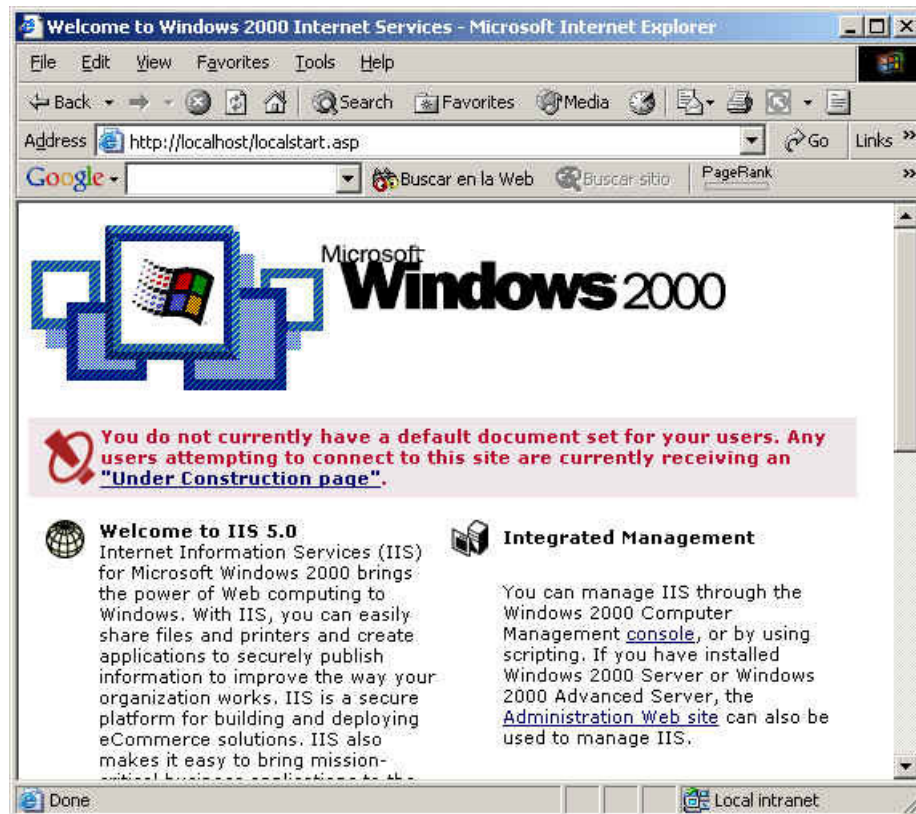 Welcome to Windows 2000 Internet Services - Microsoft Internet Explorer
File Edit View Favorites Tools Help
Back Search Favorites Media
Address http://localhost/localstart.asp Go Links »
Google Buscar en la Web Buscar sitio PageRank »
Microsoft
Windows 2000
You do not currently have a default document set for your users. Any
users attempting to connect to this site are currently receiving an
"Under Construction page".
Welcome to IIS 5.0
Internet Information Services (IIS)
for Microsoft Windows 2000 brings
the power of Web computing to
Windows. With IIS, you can easily
share files and printers and create
applications to securely publish
information to improve the way your
organization works. IIS is a secure
platform for building and deploying
eCommerce solutions. IIS also
makes it easy to bring mission-
critical business applications to the
Integrated Management
You can manage IIS through the
Windows 2000 Computer
Management console, or by using
scripting. If you have installed
Windows 2000 Server or Windows
2000 Advanced Server, the
Administration Web site can also be
used to manage IIS.
Done Local intranet